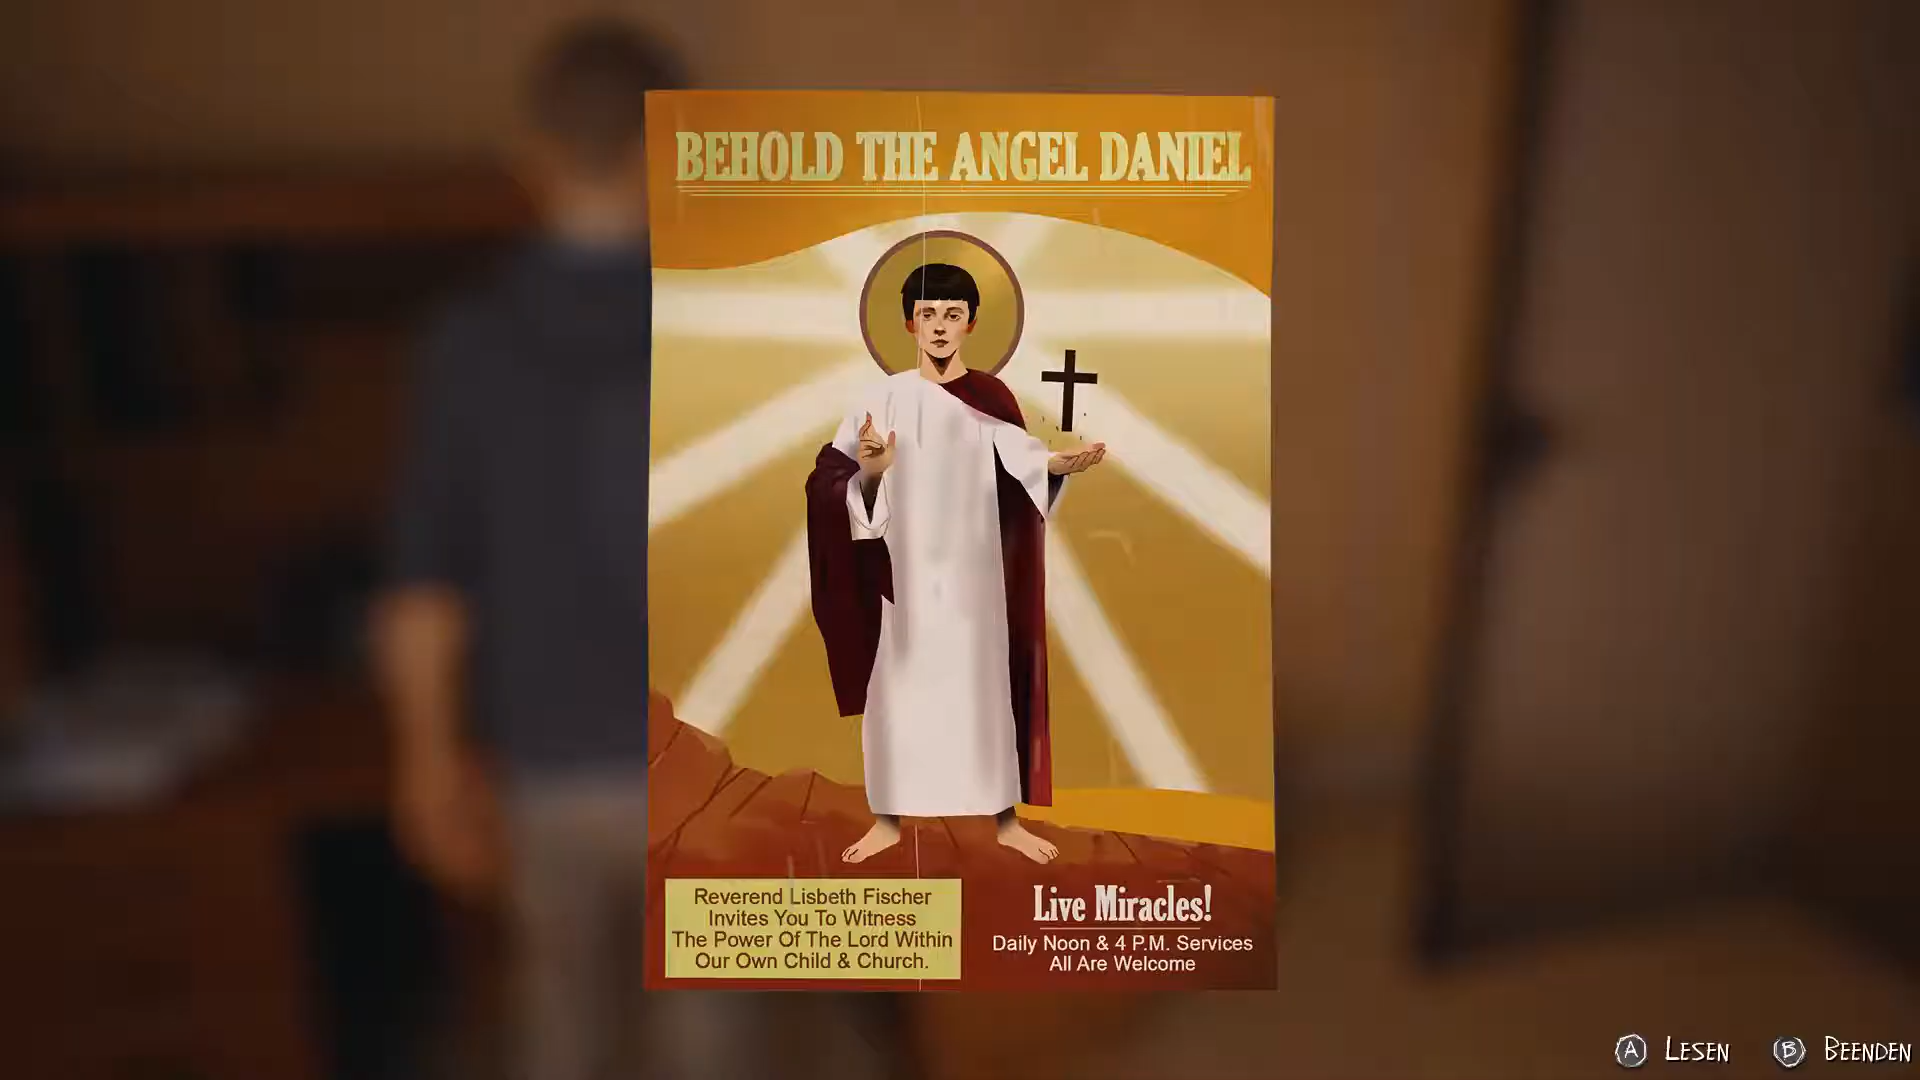 BEHOLD THE ANGEL DANIEL
Reverend Lisbeth Fischer
Invites You To Witness
The Power Of The Lord Within
Our Own Child & Church.
Live Miracles!
Daily Noon & 4 P.M. Services
All Are Welcome
A LESEN B BEENDEN